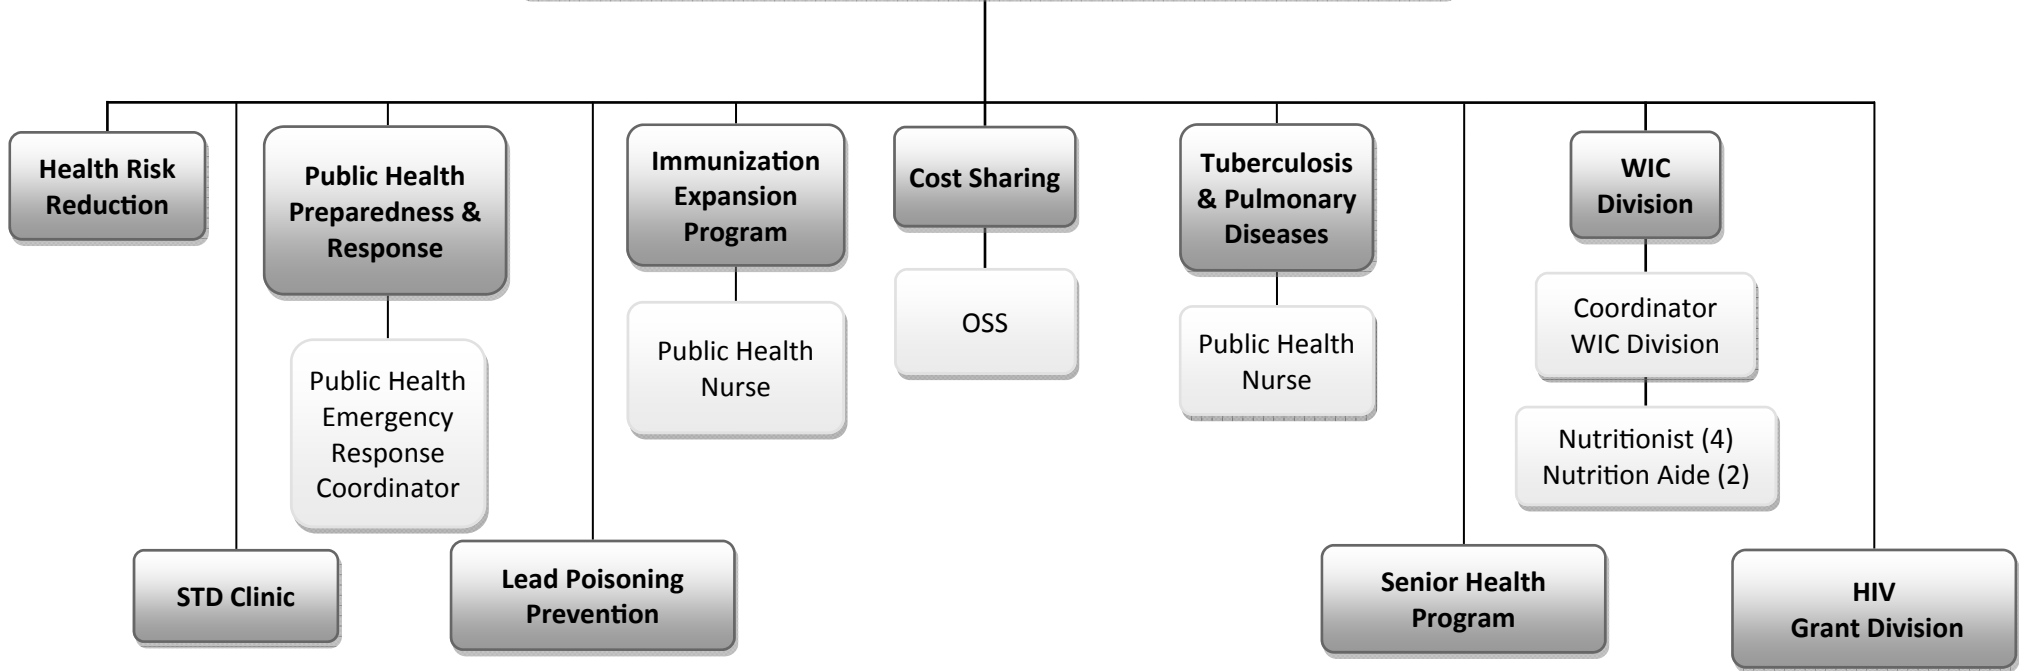 Health Risk
Reduction
Public Health
Preparedness &
Response
Public Health
Emergency
Response
Coordinator
Immunization
Expansion
Program
Public Health
Nurse
Cost Sharing
OSS
Tuberculosis
& Pulmonary
Diseases
Public Health
Nurse
WIC
Division
Coordinator
WIC Division
Nutritionist (4)
Nutrition Aide (2)
STD Clinic
Lead Poisoning
Prevention
Senior Health
Program
HIV
Grant Division